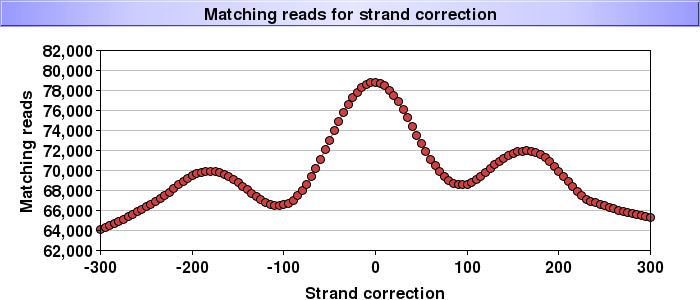 Matching reads for strand correction
Matching reads
82,000
80,000
78,000
76,000
74,000
72,000
70,000
68,000
66,000
64,000
62,000
-300 -200 -100 0 100 200 300
Strand correction